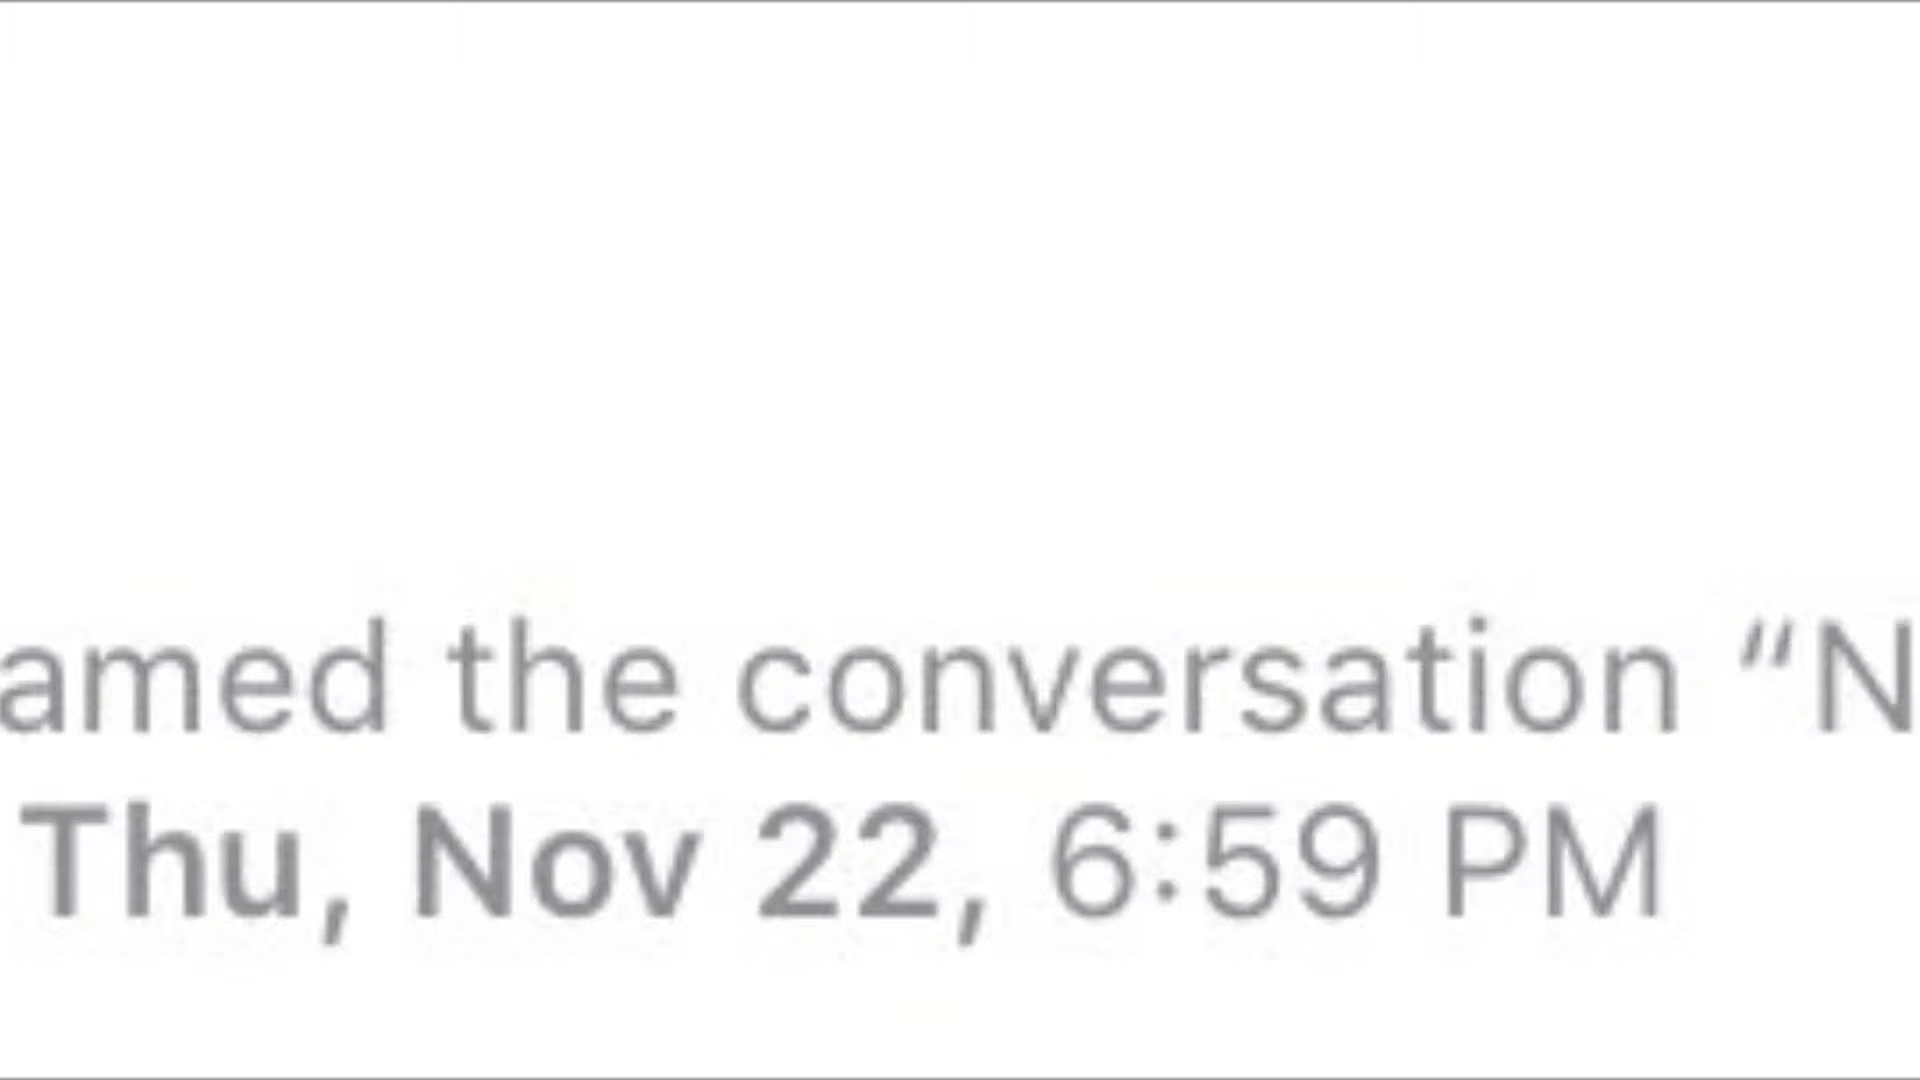 amed the conversation “N
Thu, Nov 22, 6:59 PM